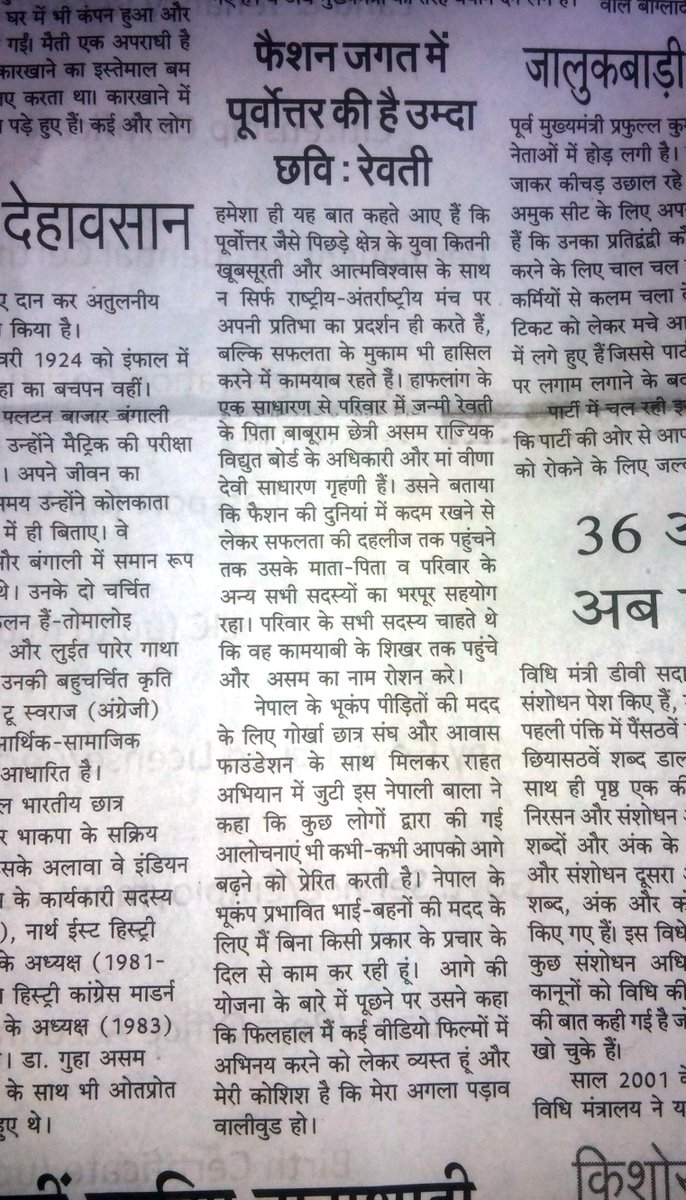 घर में भी कंपन हुआ और
गईं। मैती एक अपराधी है
कारखाने का इस्तेमाल बम
करता था। कारखाने में
पड़े हुए हैं। कई और लोग
देहावसान
दान कर अतुलनीय
किया है।
1924 को इंफाल में
का बचपन वहीं।
पलटन बाजार बंगाली
उन्होंने मैट्रिक की परीक्षा
। अपने जीवन का
समय उन्होंने कोलकाता
में ही बिताए। वे
और बंगाली में समान रूप
थे। उनके दो चर्चित
हैं-तोमालोइ
और लुईत पारेर गाथा
उनकी बहुचर्चित कृति
टू स्वराज (अंग्रेजी)
आर्थिक-सामाजिक
आधारित है।
भारतीय छात्र
भाकपा के सक्रिय
इसके अलावा वे इंडियन
के कार्यकारी सदस्य
), नार्थ ईस्ट हिस्ट्री
के अध्यक्ष (1981-
हिस्ट्री कांग्रेस माडर्न
के अध्यक्ष (1983)
। डा. गुहा असम
के साथ भी ओतप्रोत
हुए थे।
फैशन जगत में
पूर्वोत्तर की है उम्दा
छवि : रेवती
हमेशा ही यह बात कहते आए हैं कि
पूर्वोत्तर जैसे पिछड़े क्षेत्र के युवा कितनी
खूबसूरती और आत्मविश्वास के साथ
न सिर्फ राष्ट्रीय-अंतर्राष्ट्रीय मंच पर
अपनी प्रतिभा का प्रदर्शन ही करते हैं,
बल्कि सफलता के मुकाम भी हासिल
करने में कामयाब रहते हैं। हाफलांग के
एक साधारण से परिवार में जन्मी रेवती
के पिता बाबूराम छेत्री असम राज्यिक
विद्युत बोर्ड के अधिकारी और मां वीणा
देवी साधारण गृहणी हैं। उसने बताया
कि फैशन की दुनियां में कदम रखने से
लेकर सफलता की दहलीज तक पहुंचने
तक उसके माता-पिता व परिवार के
अन्य सभी सदस्यों का भरपूर सहयोग
रहा। परिवार के सभी सदस्य चाहते थे
कि वह कामयाबी के शिखर तक पहुंचे
और असम का नाम रोशन करे।
नेपाल के भूकंप पीड़ितों की मदद
के लिए गोर्खा छात्र संघ और आवास
फाउंडेशन के साथ मिलकर राहत
अभियान में जुटी इस नेपाली बाला ने
कहा कि कुछ लोगों द्वारा की गई
आलोचनाएं भी कभी-कभी आपको आगे
बढ़ने को प्रेरित करती है। नेपाल के
भूकंप प्रभावित भाई-बहनों की मदद के
लिए मैं बिना किसी प्रकार के प्रचार के
दिल से काम कर रही हूं। आगे की
योजना के बारे में पूछने पर उसने कहा
कि फिलहाल मैं कई वीडियो फिल्मों में
अभिनय करने को लेकर व्यस्त हूं और
मेरी कोशिश है कि मेरा अगला पड़ाव
वालीवुड हो।
जालुकबाड़ी
पूर्व मुख्यमंत्री प्रफुल्ल
नेताओं में होड़ लगी है।
जाकर कीचड़ उछाल रहे
अमुक सीट के लिए
हैं कि उनका प्रतिद्वंद्वी
करने के लिए चाल चल
कर्मियों से कलम चला
टिकट को लेकर मचे
में लगे हुए हैं जिससे
पर लगाम लगाने के
पार्टी में चल रही
कि पार्टी की ओर से
को रोकने के लिए
36
अब
विधि मंत्री डीवी
संशोधन पेश किए हैं,
पहली पंक्ति में पैंसठवें
छियासठवें शब्द
साथ ही पृष्ठ एक की
निरसन और संशोधन
शब्दों और अंक के
और संशोधन दूसरा
शब्द, अंक और
किए गए हैं। इस
कुछ संशोधन
कानूनों को विधि की
की बात कही गई है
खो चुके हैं।
साल 2001
विधि मंत्रालय ने